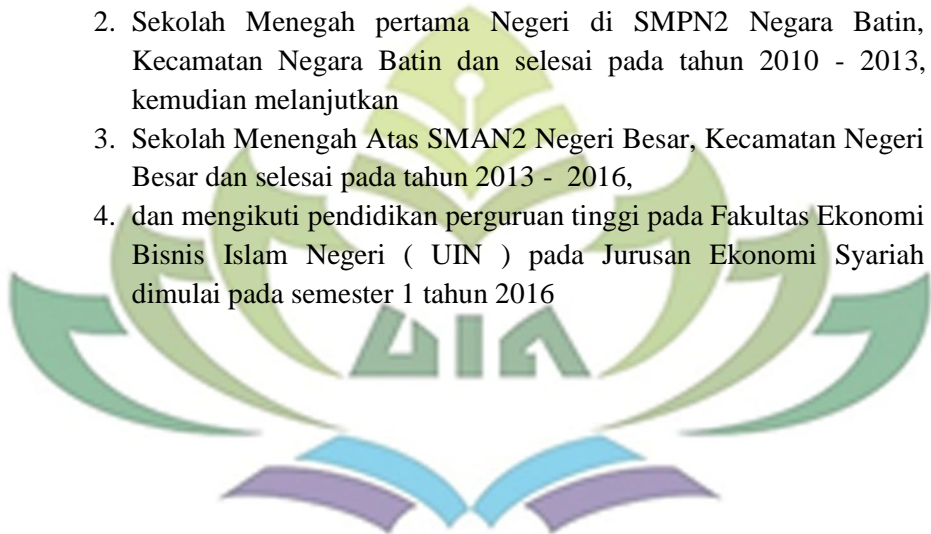 2. Sekolah Menegah pertama Negeri di SMPN2 Negara Batin,
Kecamatan Negara Batin dan selesai pada tahun 2010 - 2013,
kemudian melanjutkan
3. Sekolah Menengah Atas SMAN2 Negeri Besar, Kecamatan Negeri
Besar dan selesai pada tahun 2013 - 2016,
4. dan mengikuti pendidikan perguruan tinggi pada Fakultas Ekonomi
Bisnis Islam Negeri ( UIN ) pada Jurusan Ekonomi Syariah
dimulai pada semester 1 tahun 2016
UIN